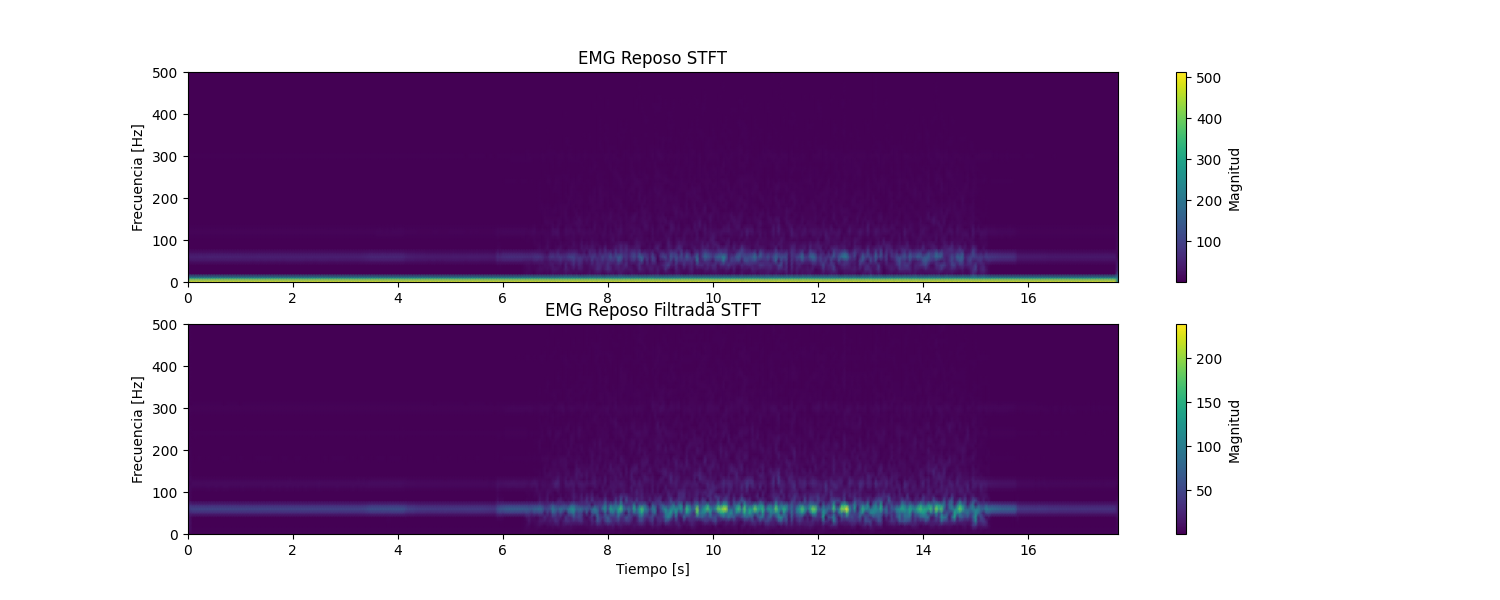 EMG Reposo STFT
500
400
300
200
100
0
Frecuencia [Hz]
0 2 4 6 8 10 12 14 16
500
400
300
200
100
Magnitud
EMG Reposo Filtrada STFT
500
400
300
200
100
0
Frecuencia [Hz]
0 2 4 6 8 10 12 14 16
Tiempo [s]
200
150
100
50
Magnitud